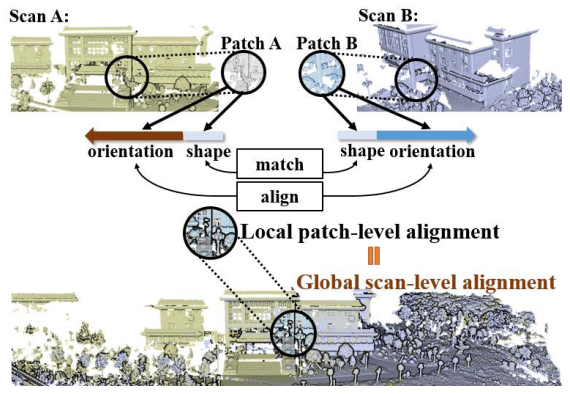 Scan A:
Scan B:
Patch A
Patch B
orientation
shape
shape
orientation
match
align
Local patch-level alignment
=
Global scan-level alignment